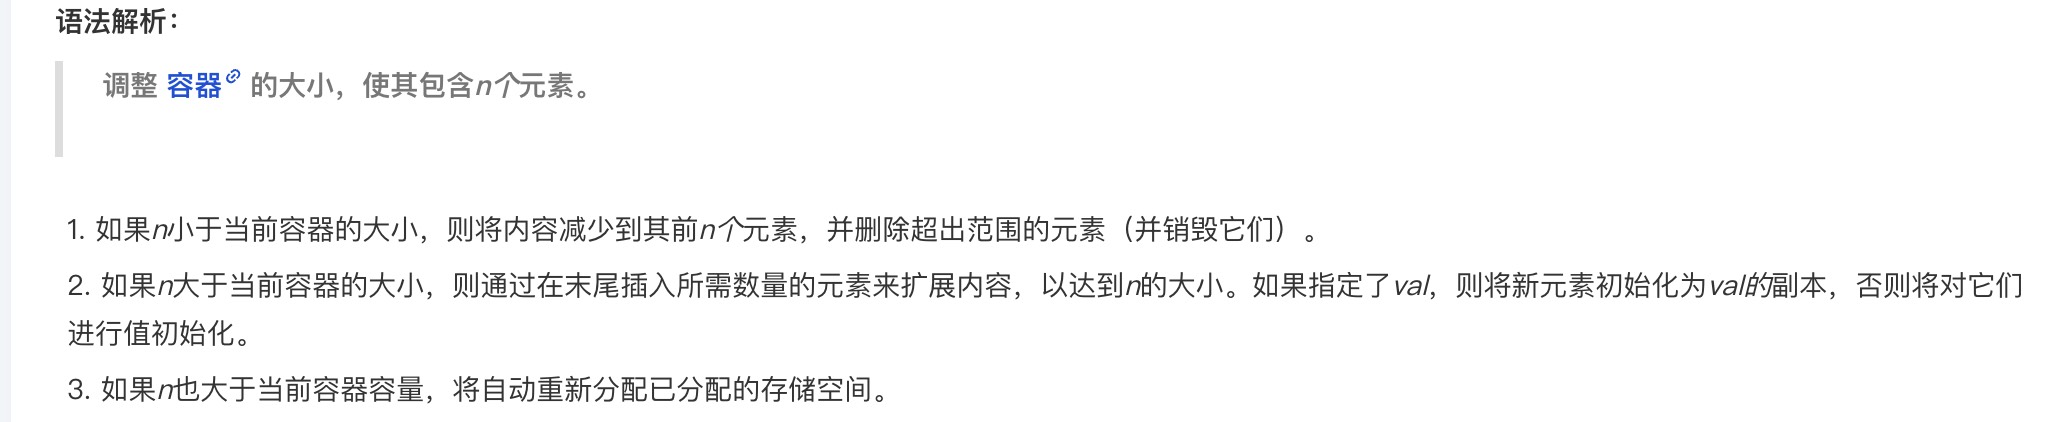 语法解析：
调整 容器 的大小，使其包含n个元素。
1. 如果n小于当前容器的大小，则将内容减少到其前n个元素，并删除超出范围的元素（并销毁它们）。
2. 如果n大于当前容器的大小，则通过在末尾插入所需数量的元素来扩展内容，以达到n的大小。如果指定了val，则将新元素初始化为val的副本，否则将对它们
进行值初始化。
3. 如果n也大于当前容器容量，将自动重新分配已分配的存储空间。